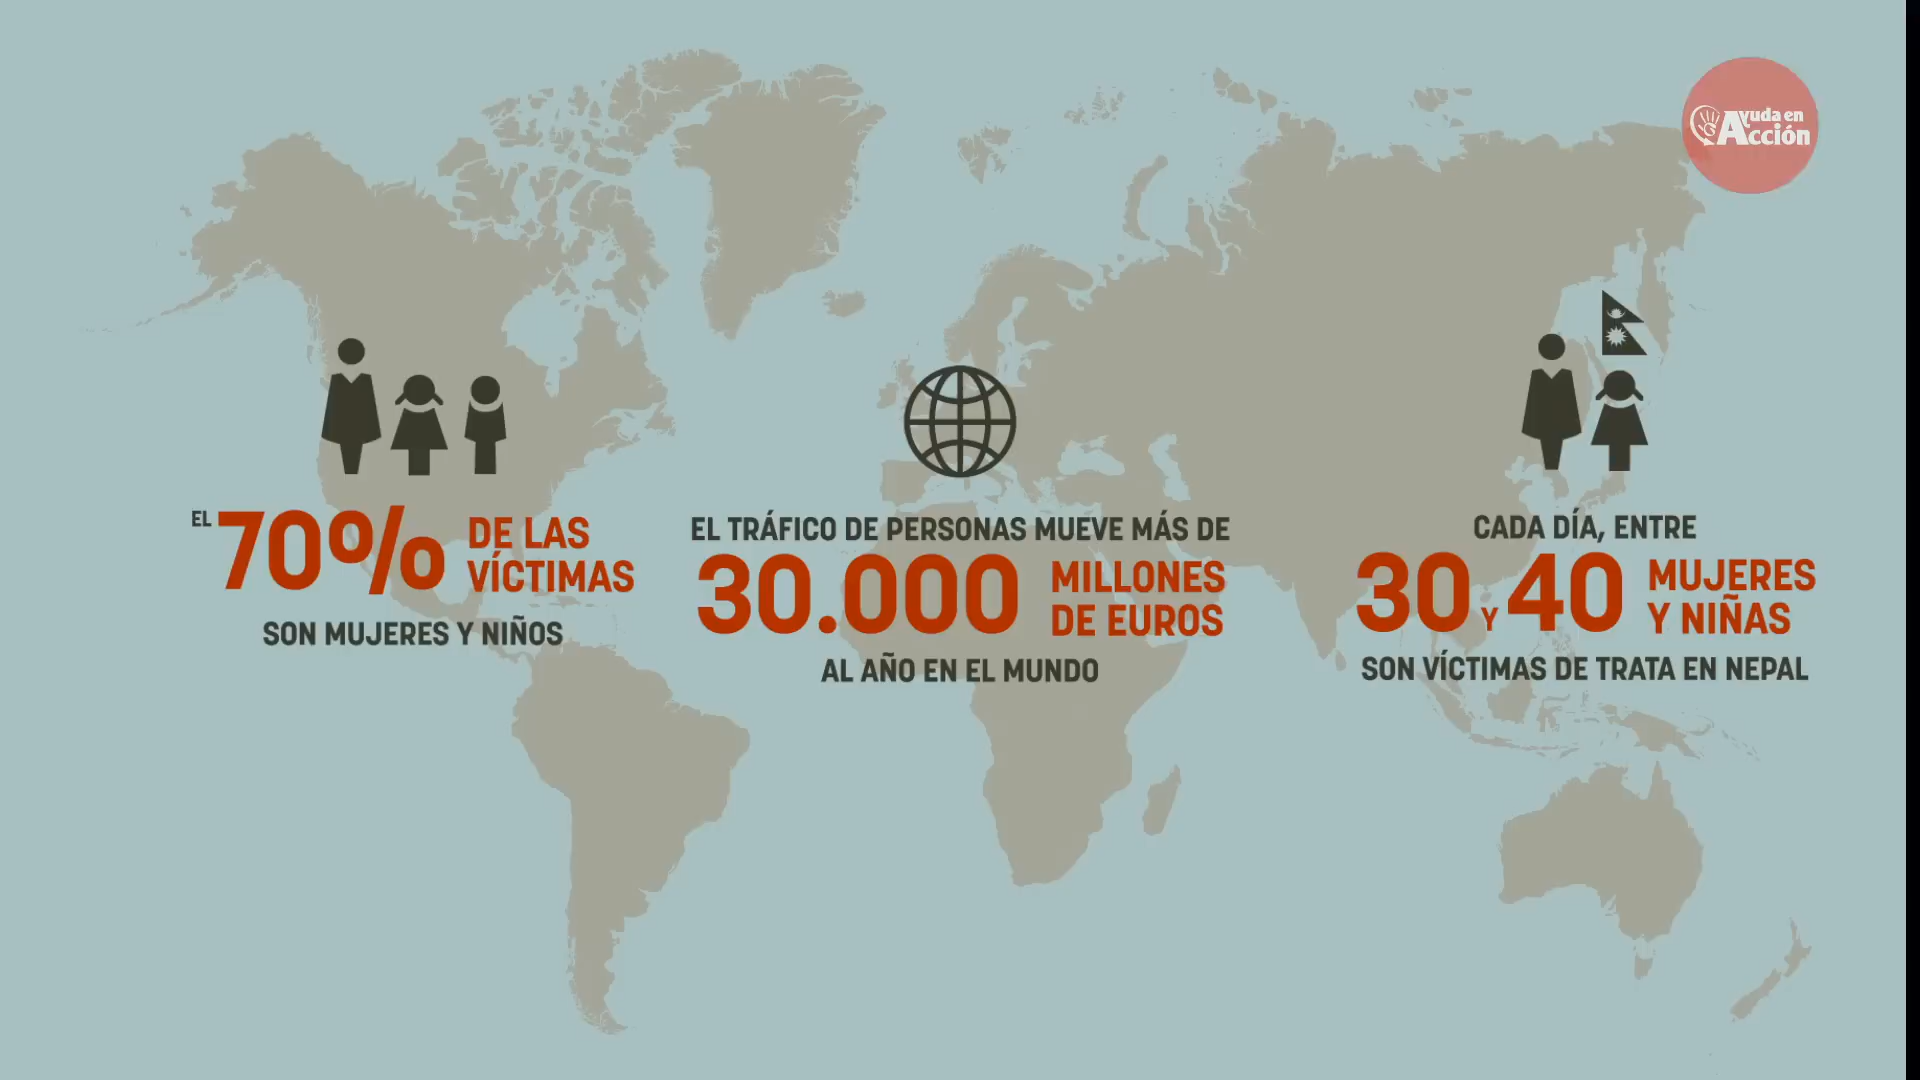 Ayuda en
Acción
EL 70% DE LAS
VÍCTIMAS
SON MUJERES Y NIÑOS
EL TRÁFICO DE PERSONAS MUEVE MÁS DE
30.000 MILLONES
DE EUROS
AL AÑO EN EL MUNDO
CADA DÍA, ENTRE
30 Y 40 MUJERES
Y NIÑAS
SON VÍCTIMAS DE TRATA EN NEPAL